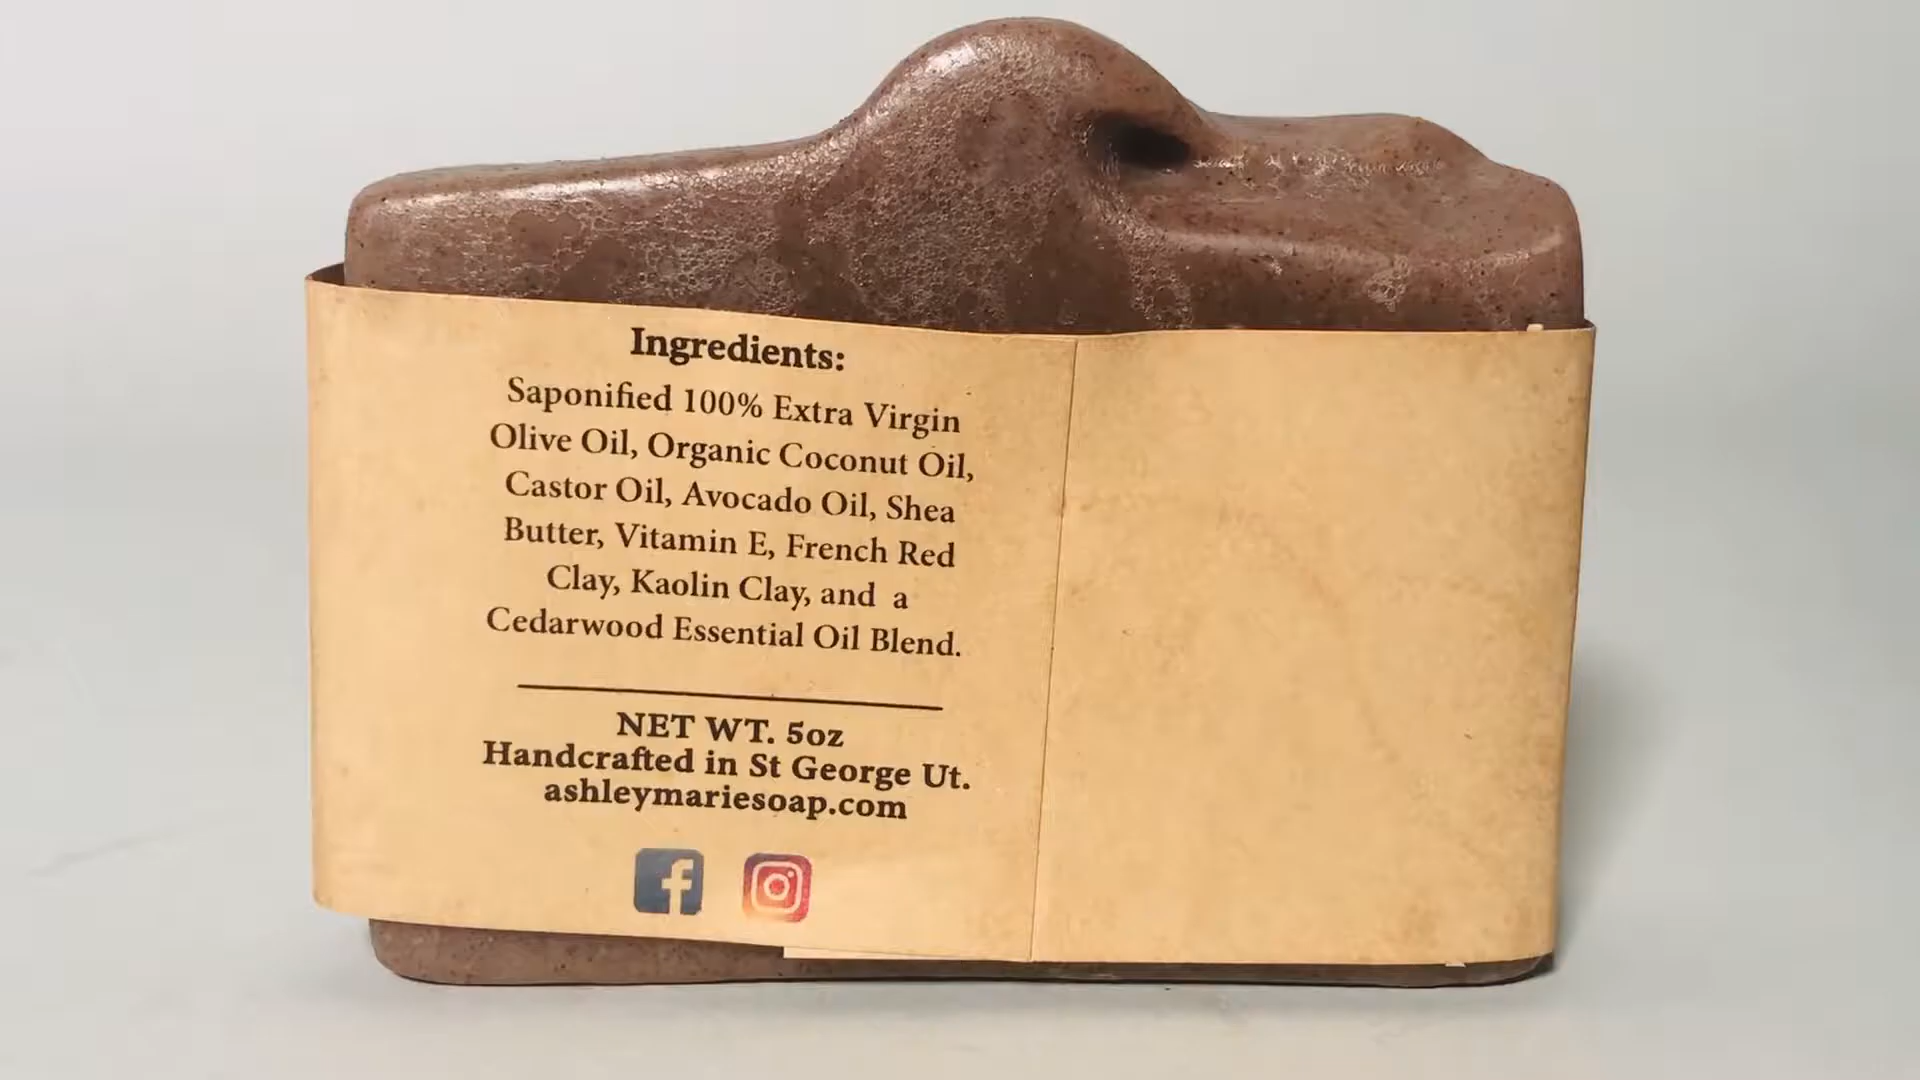 Ingredients:
Saponified 100% Extra Virgin
Olive Oil, Organic Coconut Oil,
Castor Oil, Avocado Oil, Shea
Butter, Vitamin E, French Red
Clay, Kaolin Clay, and a
Cedarwood Essential Oil Blend.
NET WT. 5oz
Handcrafted in St George Ut.
ashleymariesoap.com